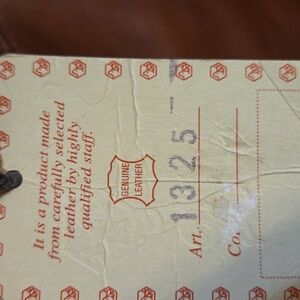 It is a product made
from carefully selected
leather by highly
qualified staff.
GENUINE
LEATHER
Art. 1325
Co